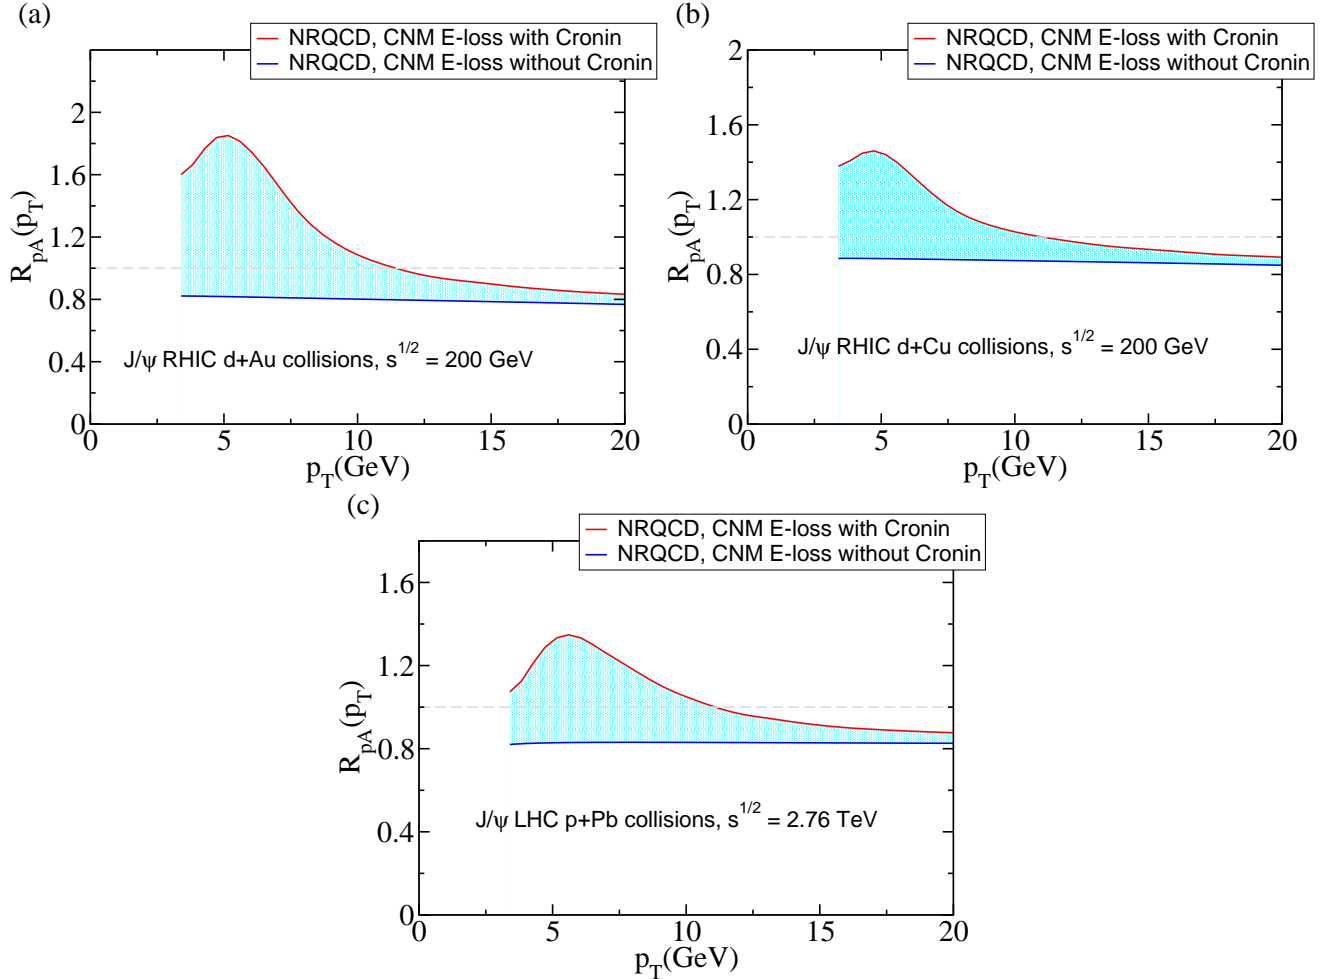 (a)
NRQCD, CNM E-loss with Cronin
NRQCD, CNM E-loss without Cronin
2
1.6
1.2
0.8
0.4
0
R_pA(p_T)
J/ψ RHIC d+Au collisions, s^1/2 = 200 GeV
0 5 10 15 20
p_T(GeV)
(b)
NRQCD, CNM E-loss with Cronin
NRQCD, CNM E-loss without Cronin
2
1.6
1.2
0.8
0.4
0
R_pA(p_T)
J/ψ RHIC d+Cu collisions, s^1/2 = 200 GeV
0 5 10 15 20
p_T(GeV)
(c)
NRQCD, CNM E-loss with Cronin
NRQCD, CNM E-loss without Cronin
1.6
1.2
0.8
0.4
0
R_pA(p_T)
J/ψ LHC p+Pb collisions, s^1/2 = 2.76 TeV
0 5 10 15 20
p_T(GeV)